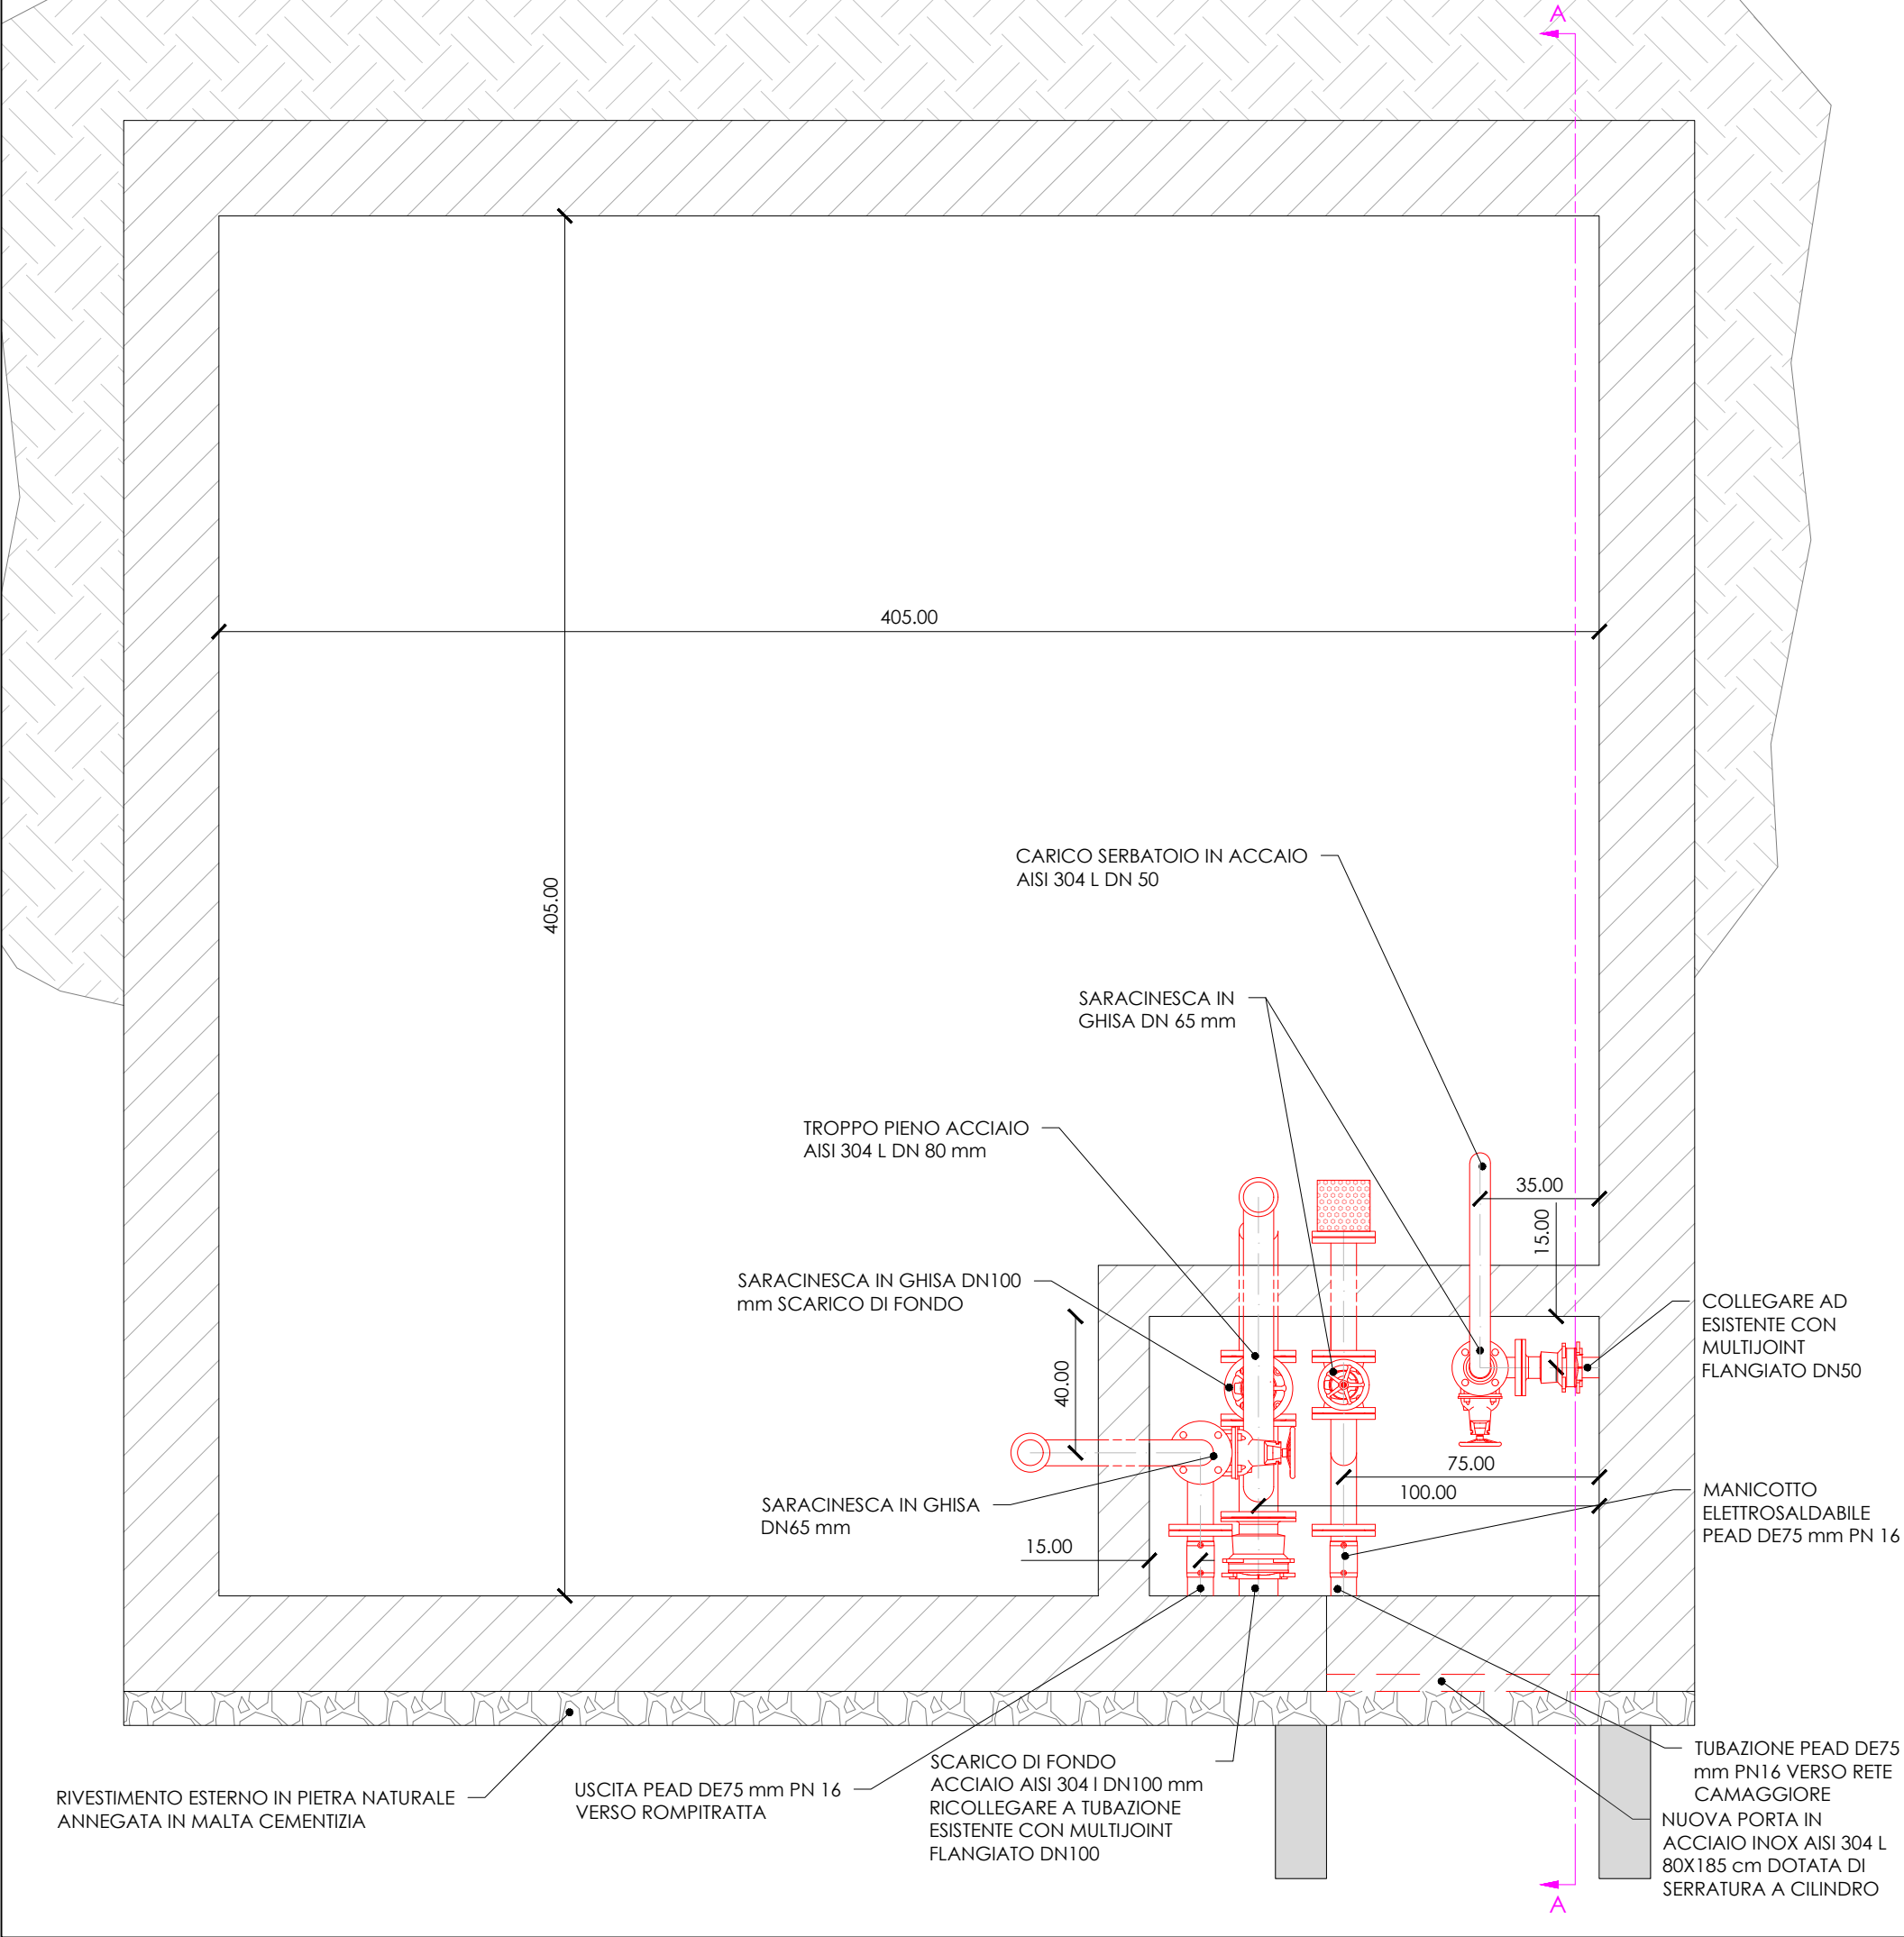 A
405.00
405.00
CARICO SERBATOIO IN ACCAIO
AISI 304 L DN 50
SARACINESCA IN
GHISA DN 65 mm
TROPPO PIENO ACCIAIO
AISI 304 L DN 80 mm
35.00
15.00
SARACINESCA IN GHISA DN100
mm SCARICO DI FONDO
COLLEGARE AD
ESISTENTE CON
MULTIJOINT
FLANGIATO DN50
40.00
75.00
100.00
SARACINESCA IN GHISA
DN65 mm
MANICOTTO
ELETTROSALDABILE
PEAD DE75 mm PN 16
15.00
RIVESTIMENTO ESTERNO IN PIETRA NATURALE
ANNEGATA IN MALTA CEMENTIZIA
USCITA PEAD DE75 mm PN 16
VERSO ROMPITRATTA
SCARICO DI FONDO
ACCIAIO AISI 304 l DN100 mm
RICOLLEGARE A TUBAZIONE
ESISTENTE CON MULTIJOINT
FLANGIATO DN100
TUBAZIONE PEAD DE75
mm PN16 VERSO RETE
CAMAGGIORE
NUOVA PORTA IN
ACCIAIO INOX AISI 304 L
80X185 cm DOTATA DI
SERRATURA A CILINDRO
A